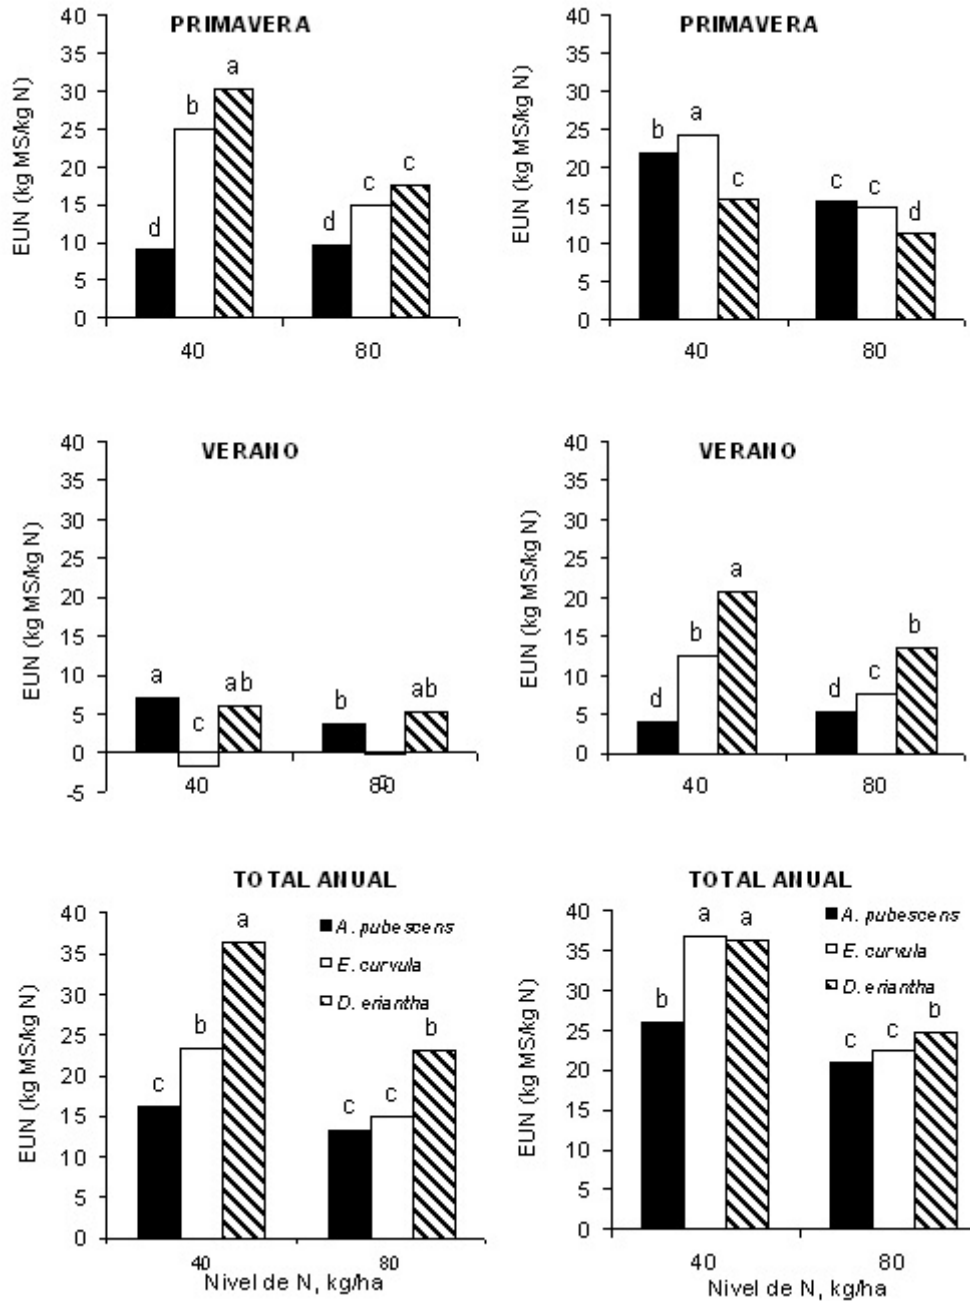 PRIMAVERA
EUN (kg MS/kg N)
40
35
30
25
20
15
10
5
0
d
b
a
d
c
c
40
80
PRIMAVERA
EUN (kg MS/kg N)
40
35
30
25
20
15
10
5
0
b
a
c
c
c
d
40
80
VERANO
EUN (kg MS/kg N)
40
35
30
25
20
15
10
5
0
-5
a
c
ab
b
ab
40
80
VERANO
EUN (kg MS/kg N)
40
35
30
25
20
15
10
5
0
d
b
a
d
c
b
40
80
TOTAL ANUAL
EUN (kg MS/kg N)
40
35
30
25
20
15
10
5
0
c
b
a
c
c
b
A. pubescens
E. curvula
D. eriantha
40
80
Nivel de N, kg/ha
TOTAL ANUAL
EUN (kg MS/kg N)
40
35
30
25
20
15
10
5
0
b
a
a
c
c
b
A. pubescens
E. curvula
D. eriantha
40
80
Nivel de N, kg/ha